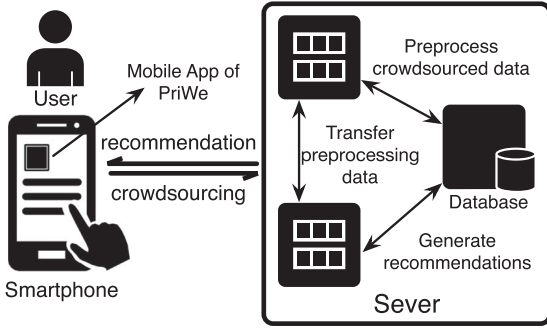 User
Mobile App of
PriWe
recommendation
crowdsourcing
Smartphone
Preprocess
crowdsourced data
Transfer
preprocessing
data
Database
Generate
recommendations
Sever